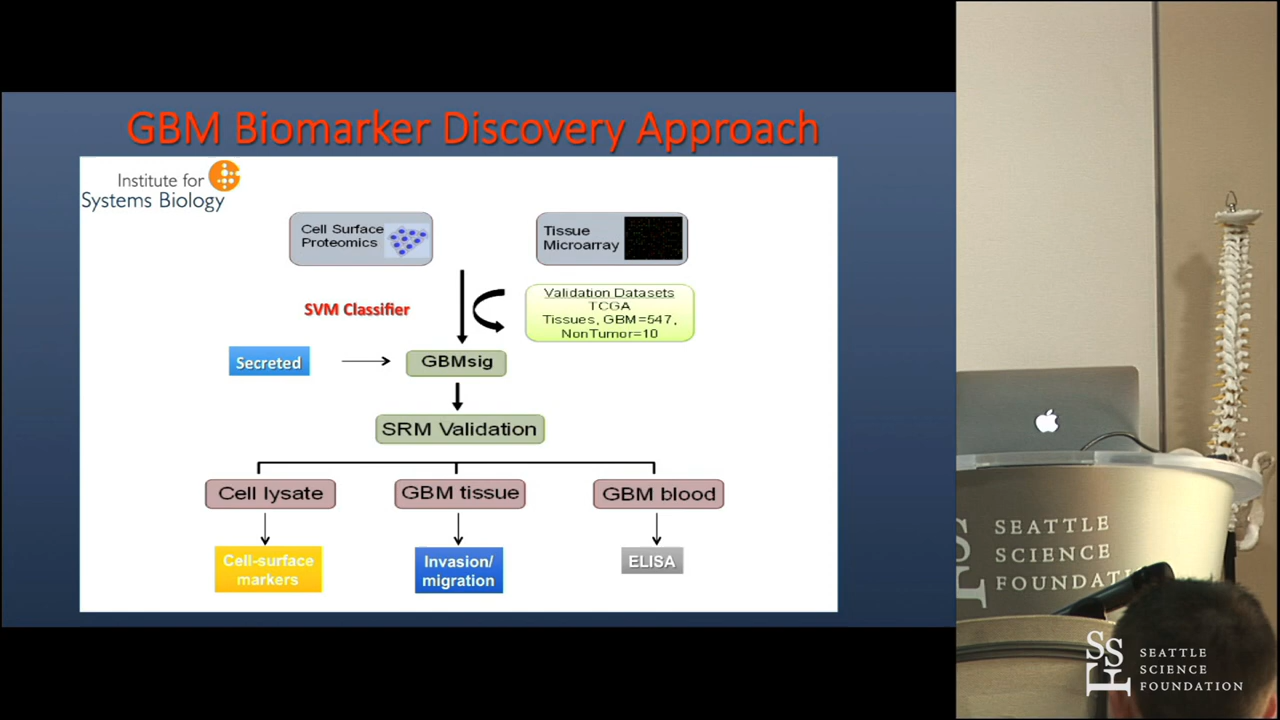 GBM Biomarker Discovery Approach
Institute for
Systems Biology
Cell Surface
Proteomics
Tissue
Microarray
SVM Classifier
Validation Datasets
TCGA
Tissues, GBM=547,
NonTumor=10
Secreted
GBMsig
SRM Validation
Cell lysate
GBM tissue
GBM blood
Cell-surface
markers
Invasion/
migration
ELISA
SEATTLE
SCIENCE
FOUNDATI
SSF
SEATTLE
SCIENCE
FOUNDATION